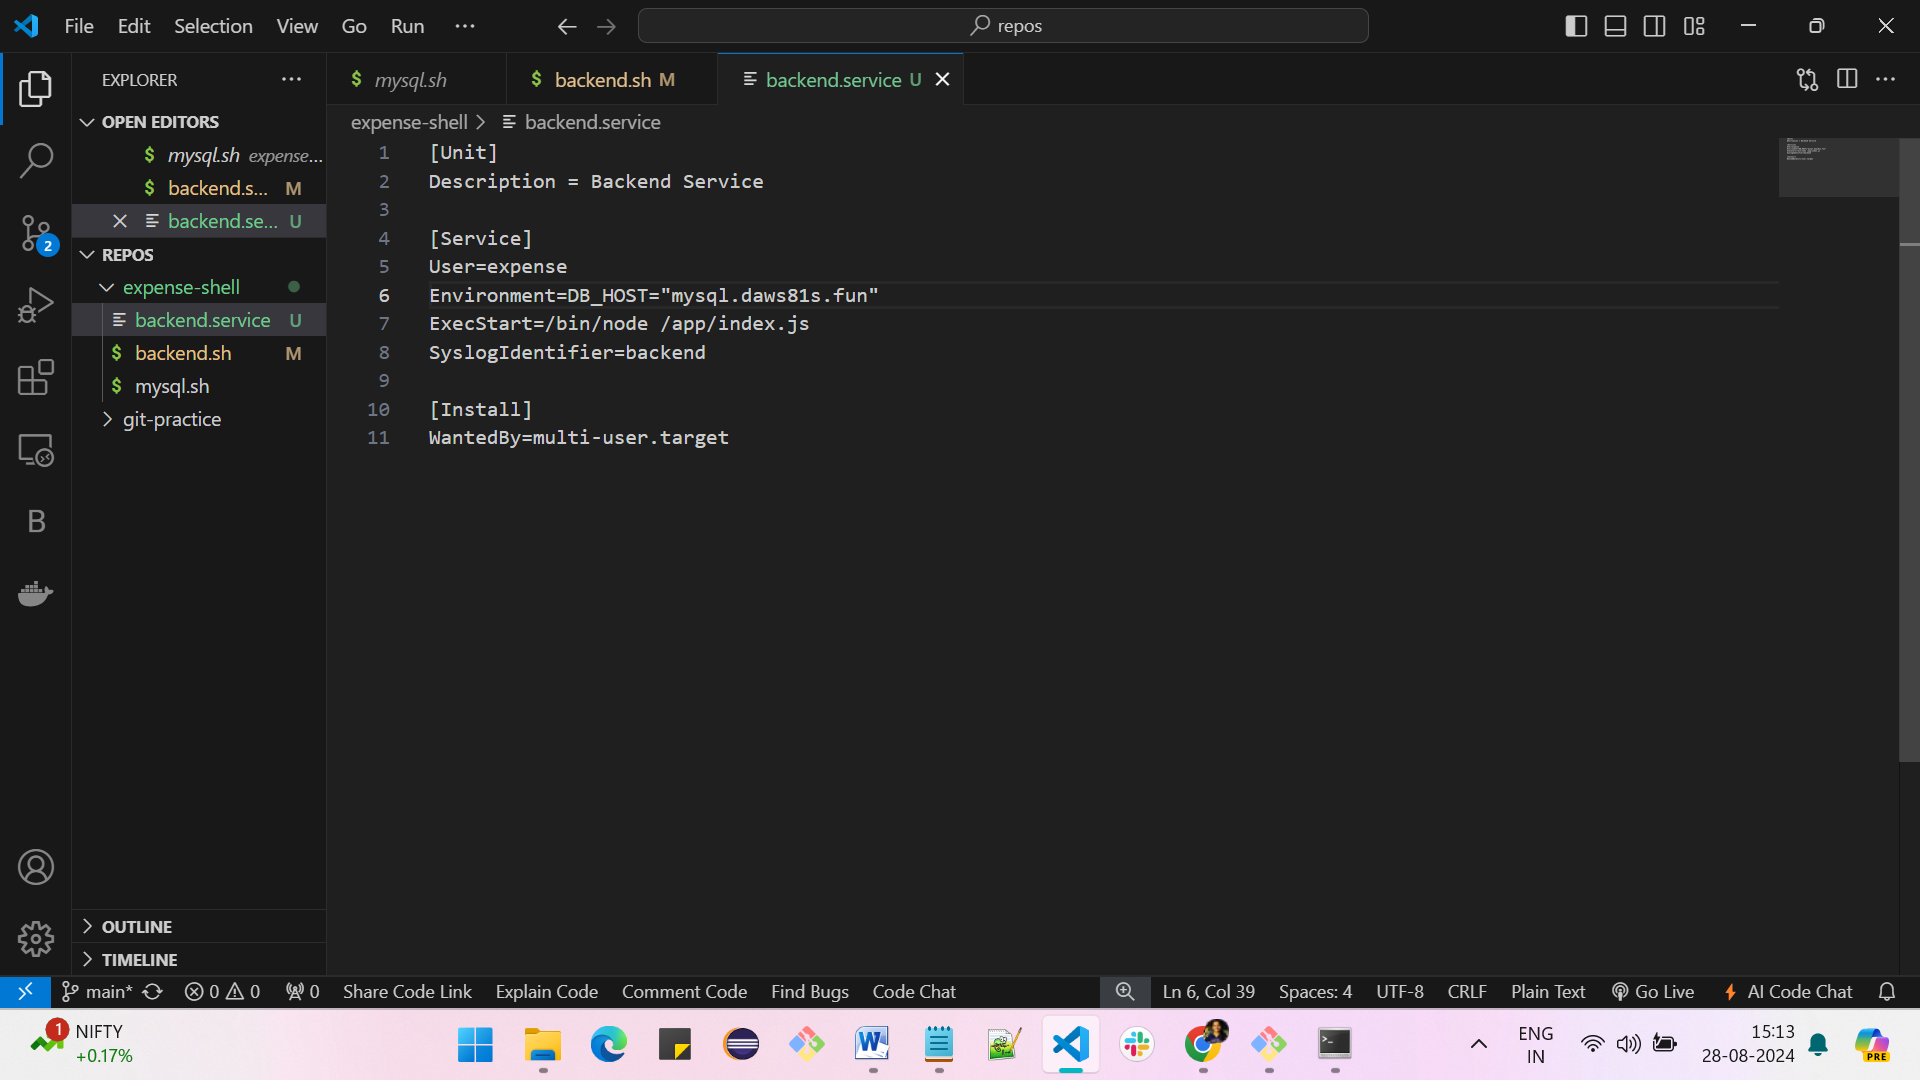 File Edit Selection View Go Run ···
repos
EXPLORER ···
OPEN EDITORS
$ mysql.sh expense...
$ backend.s... M
backend.se... U
REPOS
expense-shell
backend.service U
$ backend.sh M
$ mysql.sh
git-practice
OUTLINE
TIMELINE
2
B
$ mysql.sh
$ backend.sh M
backend.service U
expense-shell > backend.service
1 [Unit]
2 Description = Backend Service
3
4 [Service]
5 User=expense
6 Environment=DB_HOST="mysql.daws81s.fun"
7 ExecStart=/bin/node /app/index.js
8 SyslogIdentifier=backend
9
10 [Install]
11 WantedBy=multi-user.target
main* 0 0 0 Share Code Link Explain Code Comment Code Find Bugs Code Chat Ln 6, Col 39 Spaces: 4 UTF-8 CRLF Plain Text Go Live AI Code Chat
1 NIFTY
+0.17%
ENG
IN
15:13
28-08-2024
PRE